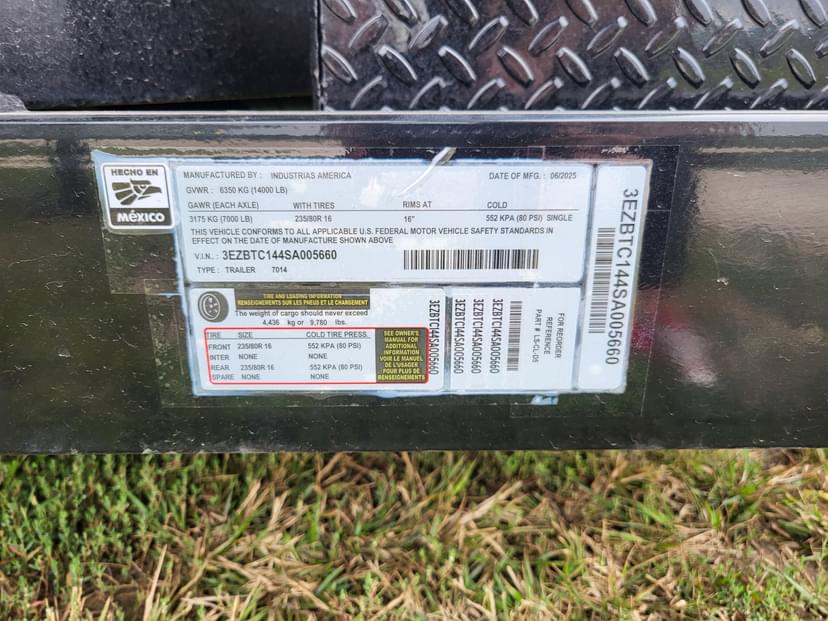 HECHO EN
MÉXICO
MANUFACTURED BY : INDUSTRIAS AMERICA DATE OF MFG. : 06/2025
GVWR : 6350 KG (14000 LB)
GAWR (EACH AXLE) WITH TIRES RIMS AT COLD
3175 KG (7000 LB) 235/80R 16 16" 552 KPA (80 PSI) SINGLE
THIS VEHICLE CONFORMS TO ALL APPLICABLE U.S. FEDERAL MOTOR VEHICLE SAFETY STANDARDS IN
EFFECT ON THE DATE OF MANUFACTURE SHOWN ABOVE
V.I.N.: 3EZBTC144SA005660
TYPE : TRAILER 7014
TIRE AND LOADING INFORMATION
RENSEIGNEMENTS SUR LES PNEUS ET LE CHARGEMENT
The weight of cargo should never exceed
4,436 kg or 9,780 lbs.
TIRE SIZE COLD TIRE PRESS.
FRONT 235/80R 16 552 KPA (80 PSI)
INTER NONE NONE
REAR 235/80R 16 552 KPA (80 PSI)
SPARE NONE NONE
SEE OWNER'S
MANUAL FOR
ADDITIONAL
INFORMATION
VOIR LE MANUEL
DE L'USAGER
POUR PLUS DE
RENSEIGNEMENTS
3EZBTC144SA005660
3EZBTC144SA005660
3EZBTC144SA005660
3EZBTC144SA005660
FOR REORDER
REFERENCE
PART # LS-CL-D5
3EZBTC144SA005660